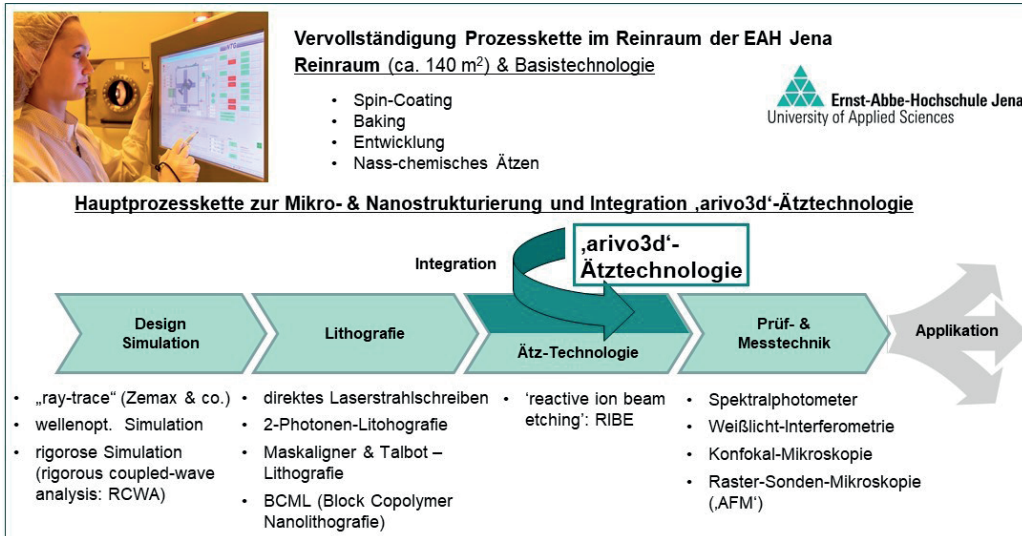 Vervollständigung Prozesskette im Reinraum der EAH Jena
Reinraum (ca. 140 m²) & Basistechnologie
• Spin-Coating
• Baking
• Entwicklung
• Nass-chemisches Ätzen
Ernst-Abbe-Hochschule Jena
University of Applied Sciences
Hauptprozesskette zur Mikro- & Nanostrukturierung und Integration ‚arivo3d‘-Ätztechnologie
Integration
‚arivo3d‘-
Ätztechnologie
Design
Simulation
Lithografie
Ätz-Technologie
Prüf- &
Messtechnik
Applikation
• „ray-trace“ (Zemax & co.)
• wellenopt. Simulation
• rigorose Simulation
(rigorous coupled-wave
analysis: RCWA)
• direktes Laserstrahlschreiben
• 2-Photonen-Litohografie
• Maskaligner & Talbot –
Lithografie
• BCML (Block Copolymer
Nanolithografie)
• ‘reactive ion beam
etching’: RIBE
• Spektralphotometer
• Weißlicht-Interferometrie
• Konfokal-Mikroskopie
• Raster-Sonden-Mikroskopie
(‚AFM‘)